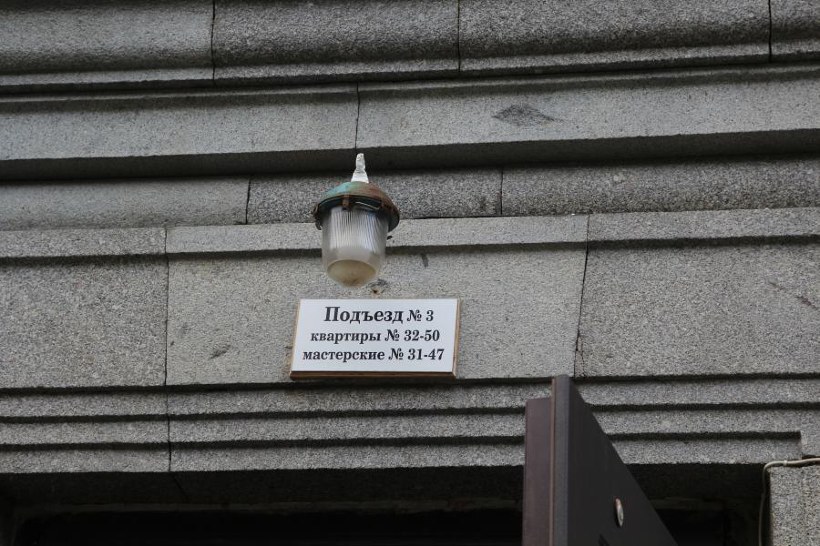 Подъезд № 3
квартиры № 32-50
мастерские № 31-47